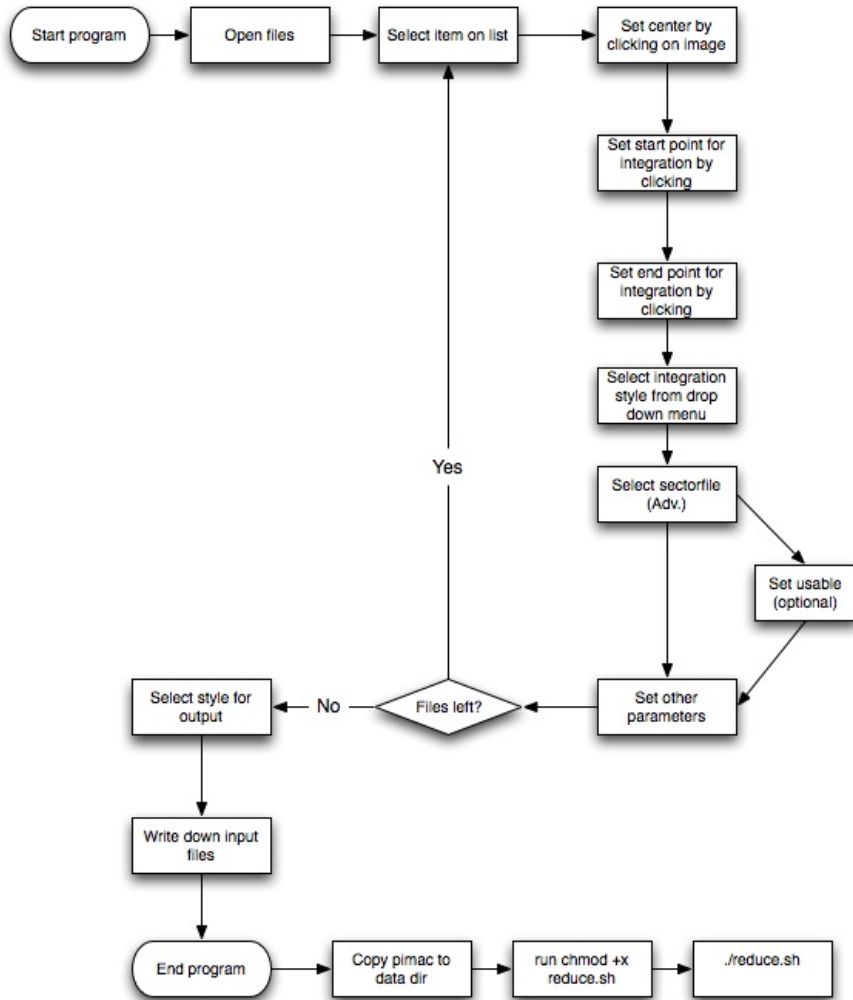 Start program
Open files
Select item on list
Set center by
clicking on image
Set start point for
integration by
clicking
Set end point for
integration by
clicking
Select integration
style from drop
down menu
Yes
Select sectorfile
(Adv.)
Set usable
(optional)
Select style for
output
No
Files left?
Set other
parameters
Write down input
files
End program
Copy pimac to
data dir
run chmod +x
reduce.sh
./reduce.sh